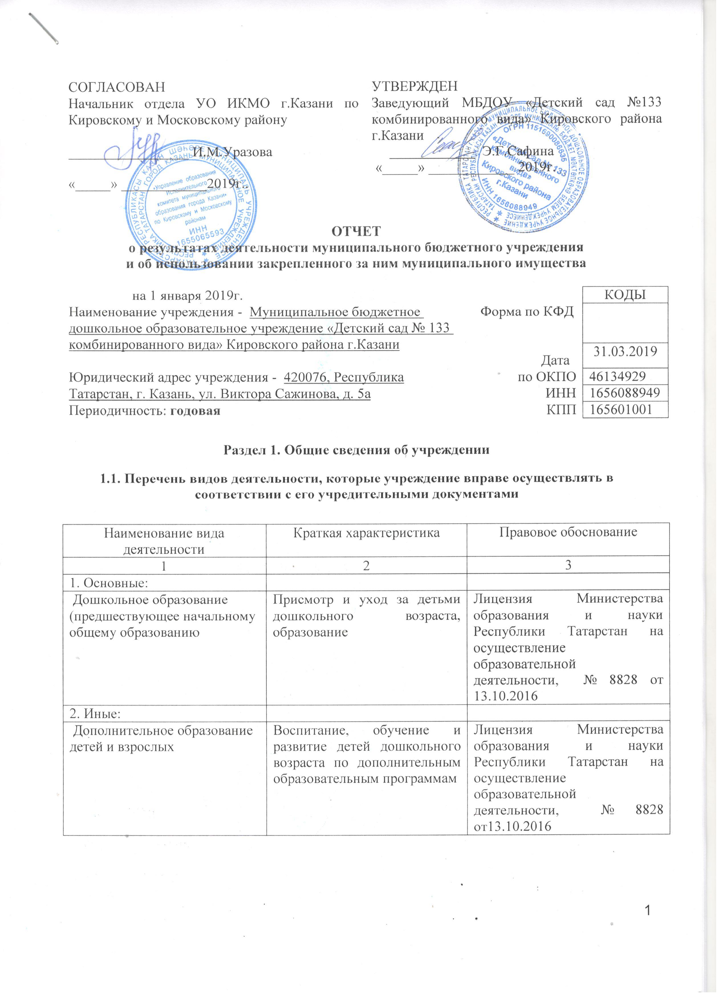 СОГЛАСОВАН
Начальник отдела УО ИКМО г.Казани по
Кировскому и Московскому району
И.М.Уразова
«_____» ____________2019г..
УТВЕРЖДЕН
Заведующий МБДОУ «Детский сад №133
комбинированного вида» Кировского района
г.Казани
____________ Э.Г.Сафина
«_____» ____________ 2019г.
«Управление образования
Исполнительного
комитета муниципального
образования города Казани»
по Кировскому и Московскому
районам
ИНН
1655065593
ОГРН 1151690086635
«Детский сад № 133
комбинированного
вида»
Кировского района
г.Казани
ИНН 1656088949
ОТЧЕТ
о результатах деятельности муниципального бюджетного учреждения
и об использовании закрепленного за ним муниципального имущества
на 1 января 2019г.
КОДЫ
Наименование учреждения - Муниципальное бюджетное
Форма по КФД
дошкольное образовательное учреждение «Детский сад № 133
комбинированного вида» Кировского района г.Казани
Дата 31.03.2019
Юридический адрес учреждения - 420076, Республика
по ОКПО 46134929
Татарстан, г. Казань, ул. Виктора Сажинова, д. 5а
ИНН 1656088949
Периодичность: годовая
КПП 165601001
Раздел 1. Общие сведения об учреждении
1.1. Перечень видов деятельности, которые учреждение вправе осуществлять в
соответствии с его учредительными документами
Наименование вида
деятельности
Краткая характеристика
Правовое обоснование
1
2
3
1. Основные:
Дошкольное образование
(предшествующее начальному
общему образованию
Присмотр и уход за детьми
дошкольного возраста,
образование
Лицензия Министерства
образования и науки
Республики Татарстан на
осуществление
образовательной
деятельности, № 8828 от
13.10.2016
2. Иные:
Дополнительное образование
детей и взрослых
Воспитание, обучение и
развитие детей дошкольного
возраста по дополнительным
образовательным программам
Лицензия Министерства
образования и науки
Республики Татарстан на
осуществление
образовательной
деятельности, № 8828
от13.10.2016
1